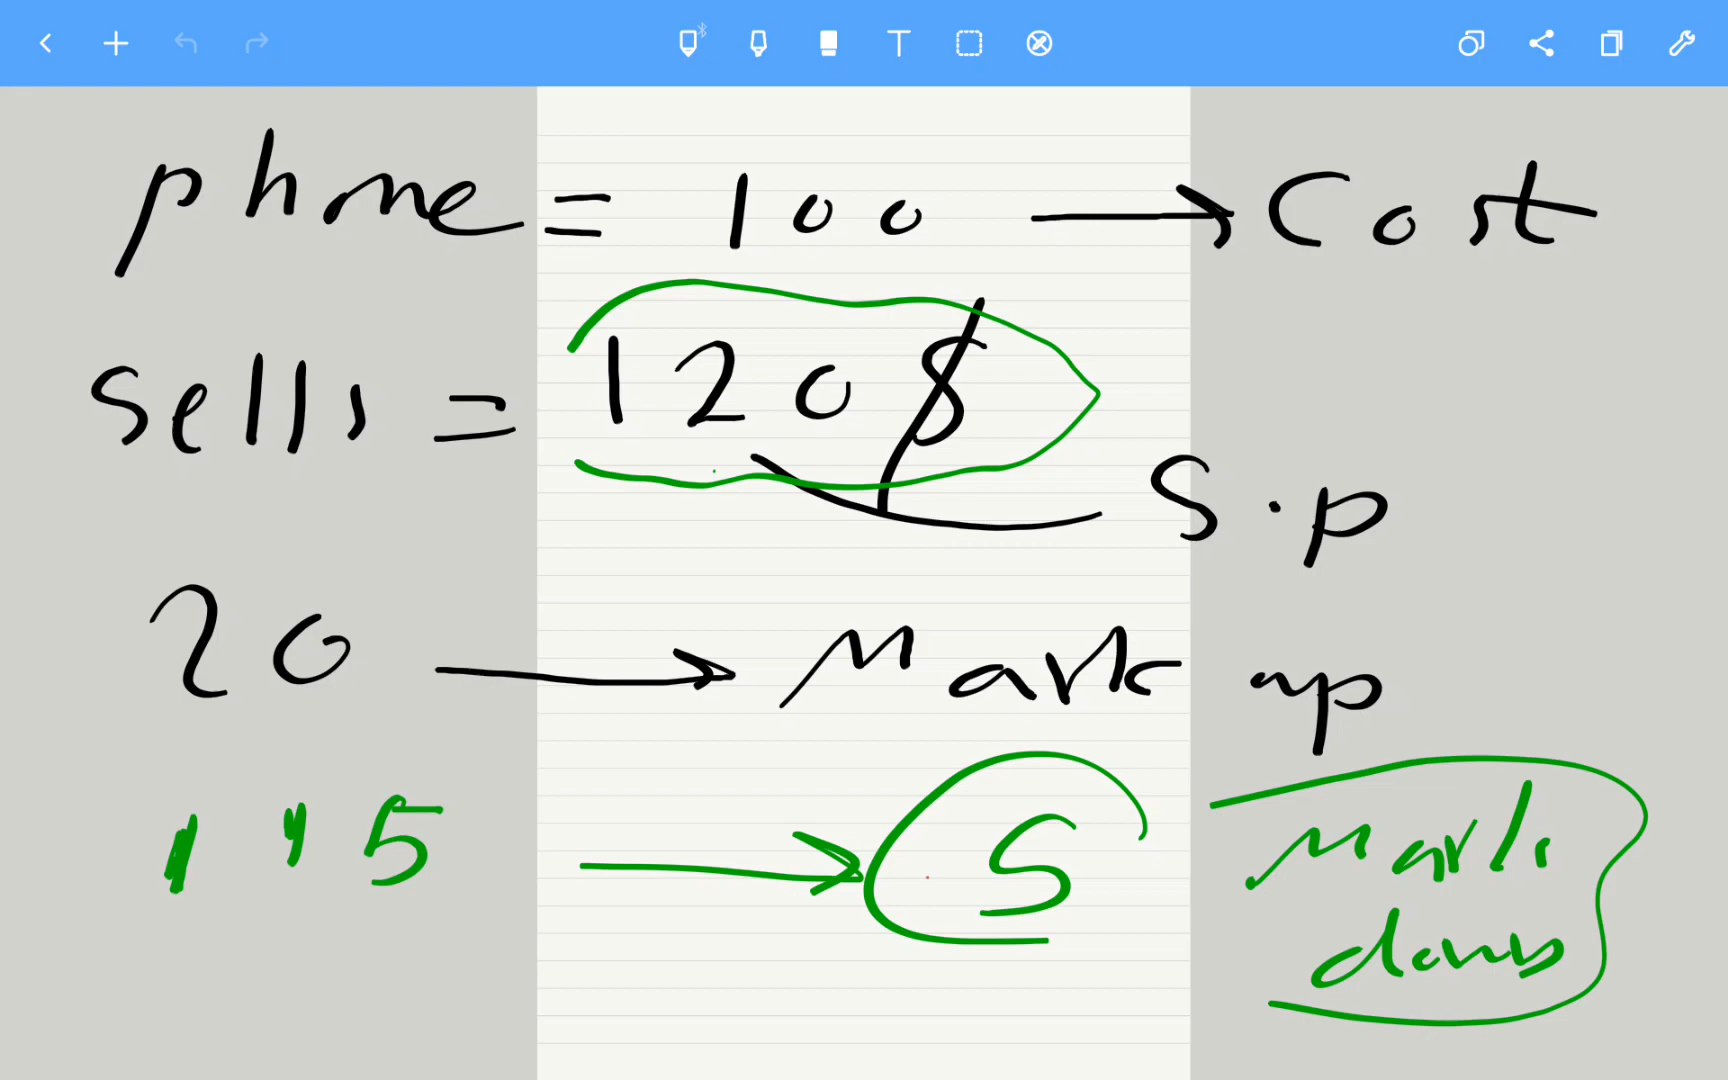 phone = 100 → Cost
sells = 120 $
S.p
20 → Mark up
115 → 5 Mark
down